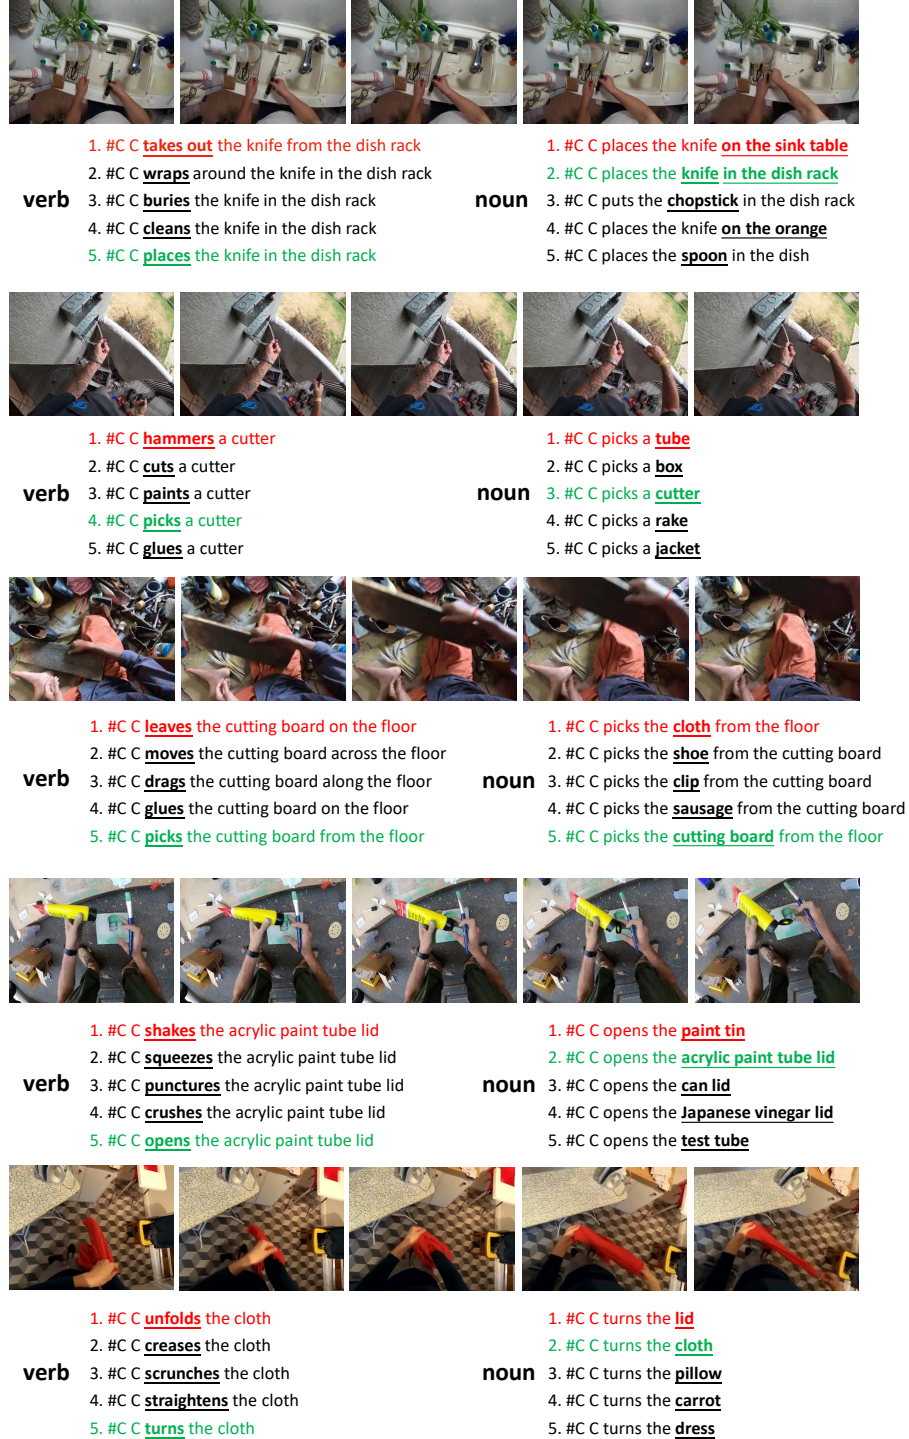 1. #C C takes out the knife from the dish rack
2. #C C wraps around the knife in the dish rack
verb
3. #C C buries the knife in the dish rack
4. #C C cleans the knife in the dish rack
5. #C C places the knife in the dish rack
1. #C C places the knife on the sink table
2. #C C places the knife in the dish rack
noun
3. #C C puts the chopstick in the dish rack
4. #C C places the knife on the orange
5. #C C places the spoon in the dish
1. #C C hammers a cutter
2. #C C cuts a cutter
verb
3. #C C paints a cutter
4. #C C picks a cutter
5. #C C glues a cutter
1. #C C picks a tube
2. #C C picks a box
noun
3. #C C picks a cutter
4. #C C picks a rake
5. #C C picks a jacket
1. #C C leaves the cutting board on the floor
2. #C C moves the cutting board across the floor
verb
3. #C C drags the cutting board along the floor
4. #C C glues the cutting board on the floor
5. #C C picks the cutting board from the floor
1. #C C picks the cloth from the floor
2. #C C picks the shoe from the cutting board
noun
3. #C C picks the clip from the cutting board
4. #C C picks the sausage from the cutting board
5. #C C picks the cutting board from the floor
1. #C C shakes the acrylic paint tube lid
2. #C C squeezes the acrylic paint tube lid
verb
3. #C C punctures the acrylic paint tube lid
4. #C C crushes the acrylic paint tube lid
5. #C C opens the acrylic paint tube lid
1. #C C opens the paint tin
2. #C C opens the acrylic paint tube lid
noun
3. #C C opens the can lid
4. #C C opens the Japanese vinegar lid
5. #C C opens the test tube
1. #C C unfolds the cloth
2. #C C creases the cloth
verb
3. #C C scrunches the cloth
4. #C C straightens the cloth
5. #C C turns the cloth
1. #C C turns the lid
2. #C C turns the cloth
noun
3. #C C turns the pillow
4. #C C turns the carrot
5. #C C turns the dress